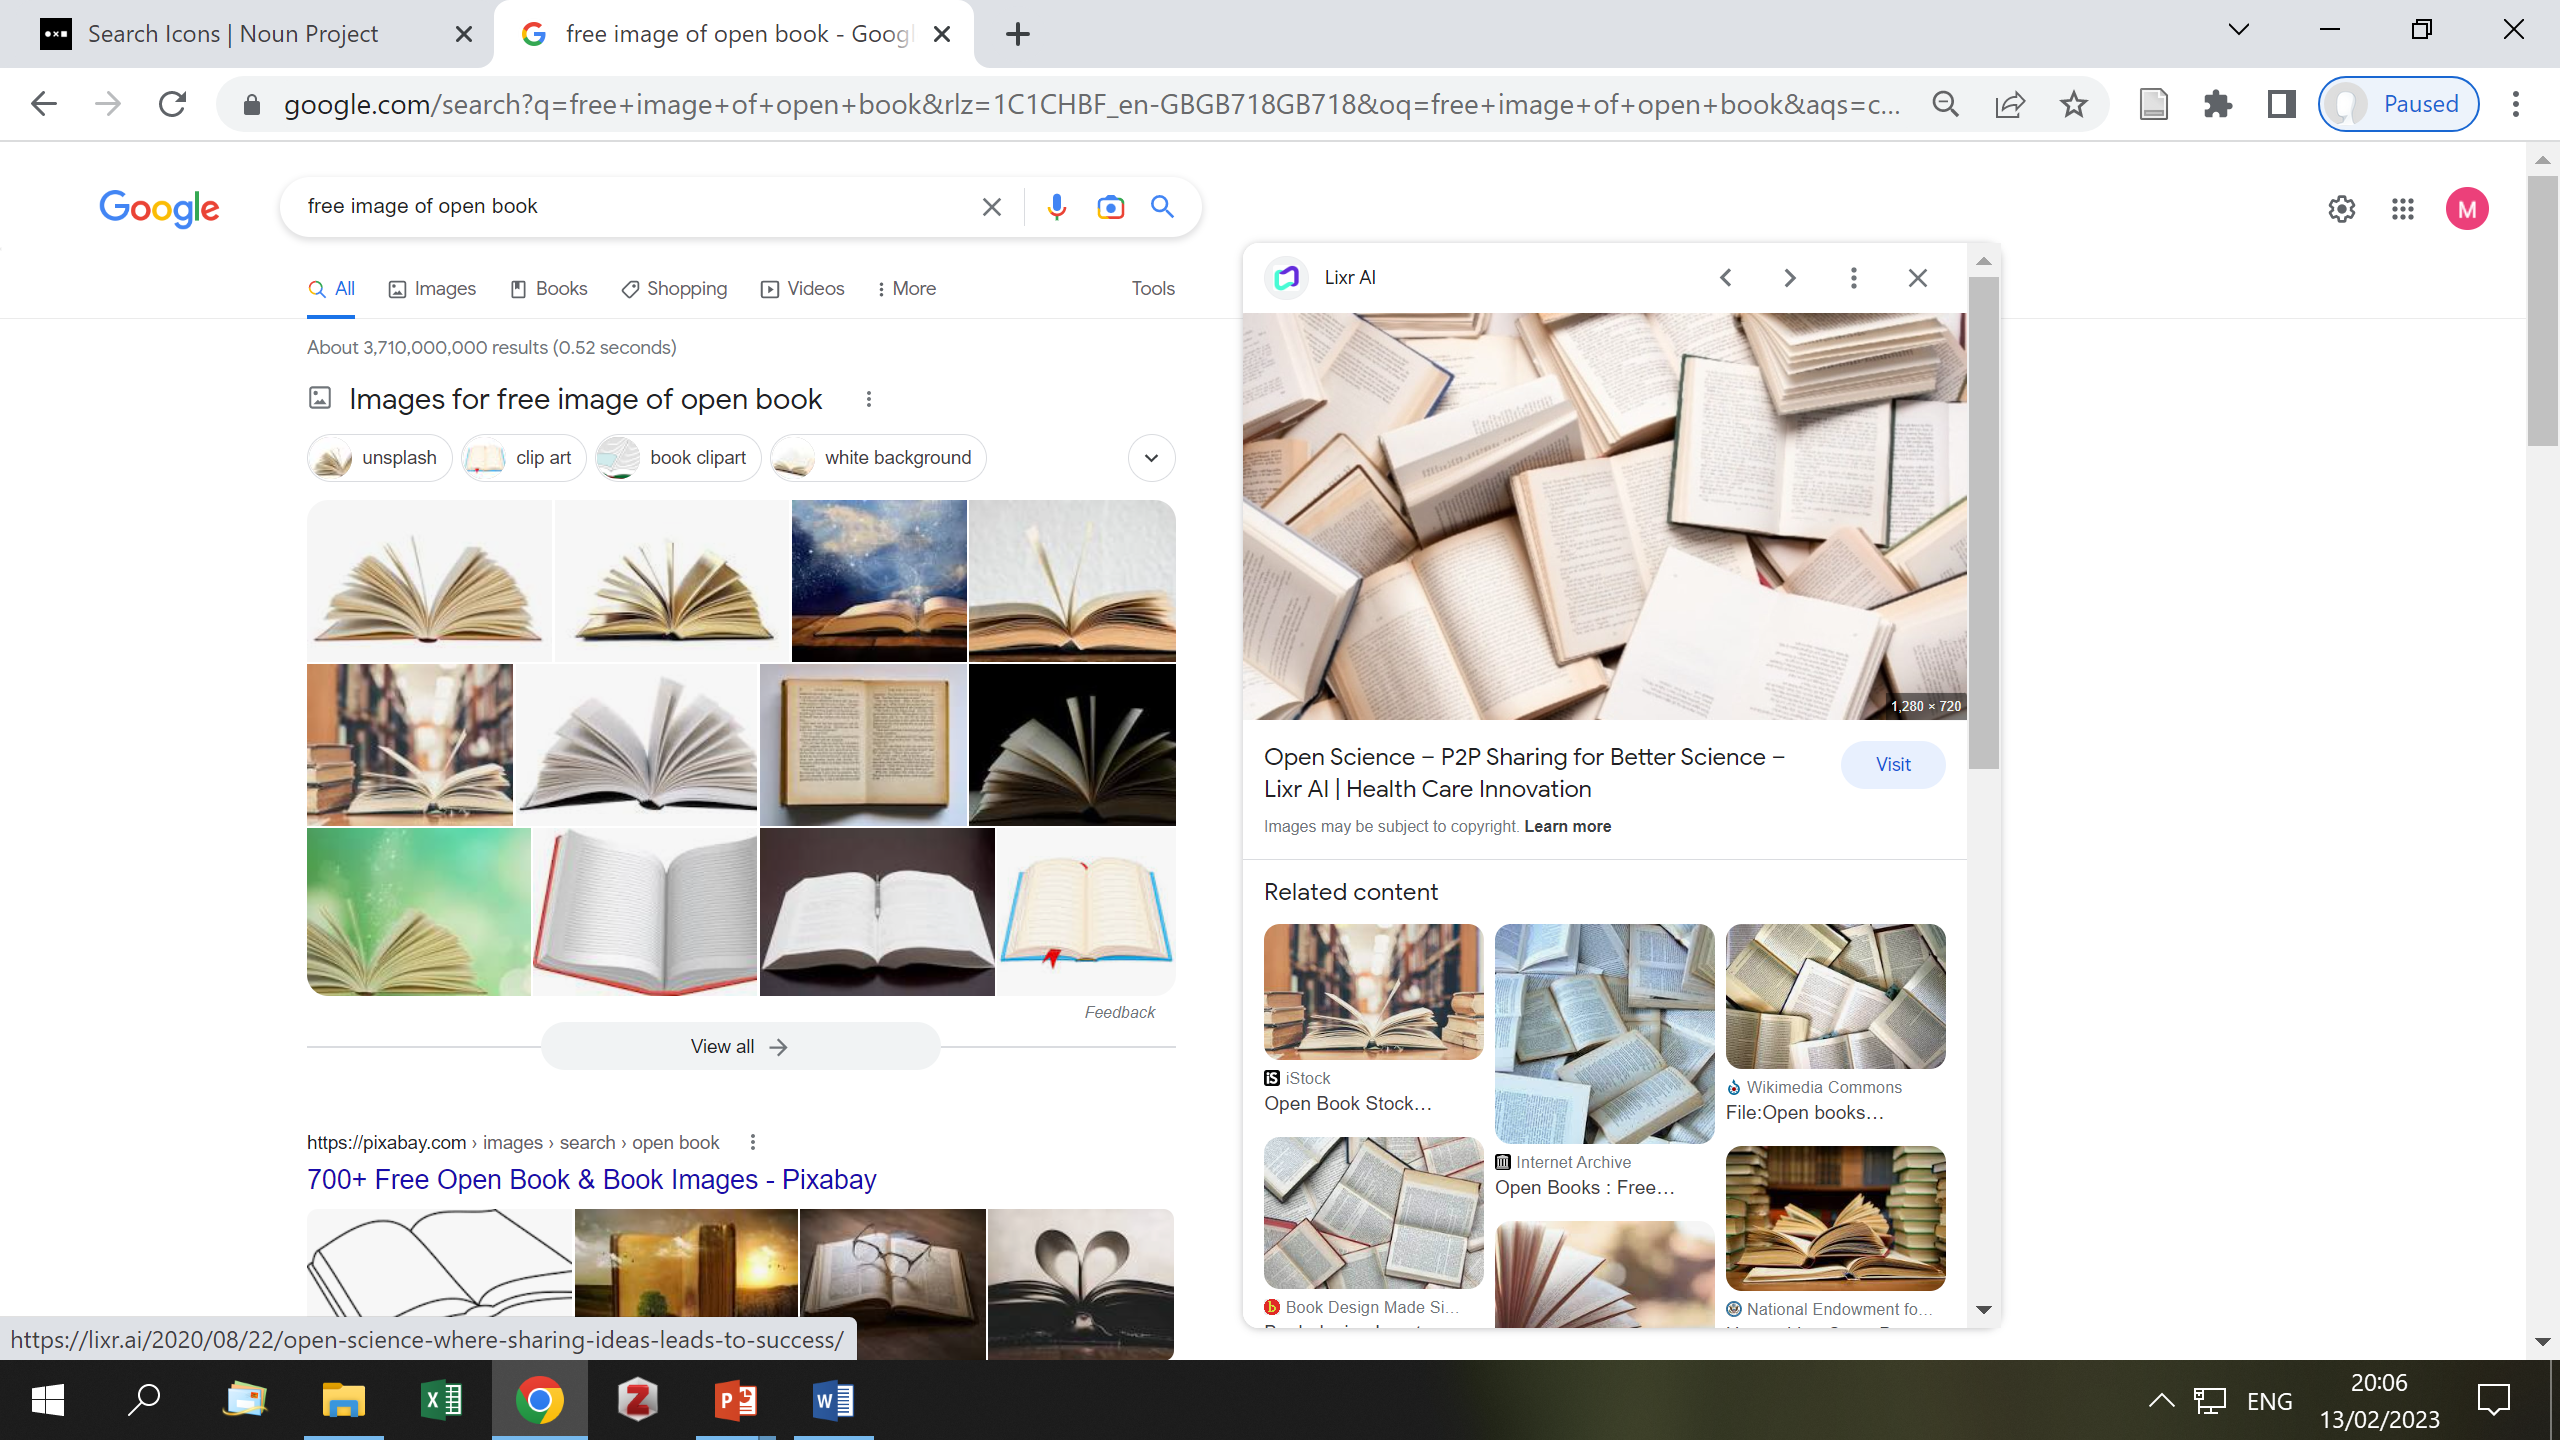 Search Icons | Noun Project
free image of open book - Goog
google.com/search?q=free+image+of+open+book&rlz=1C1CHBF_en-GBGB718GB718&oq=free+image+of+open+book&aqs=c...
Paused
Google
free image of open book
M
All
Images
Books
Shopping
Videos
More
Tools
About 3,710,000,000 results (0.52 seconds)
Images for free image of open book
unsplash
clip art
book clipart
white background
Feedback
View all
https://pixabay.com › images › search › open book
700+ Free Open Book & Book Images - Pixabay
Lixr AI
1,280 × 720
Open Science – P2P Sharing for Better Science –
Lixr AI | Health Care Innovation
Visit
Images may be subject to copyright. Learn more
Related content
iStock
Open Book Stock...
Internet Archive
Open Books : Free...
Wikimedia Commons
File:Open books...
Book Design Made Si...
National Endowment fo...
https://lixr.ai/2020/08/22/open-science-where-sharing-ideas-leads-to-success/
ENG
20:06
13/02/2023